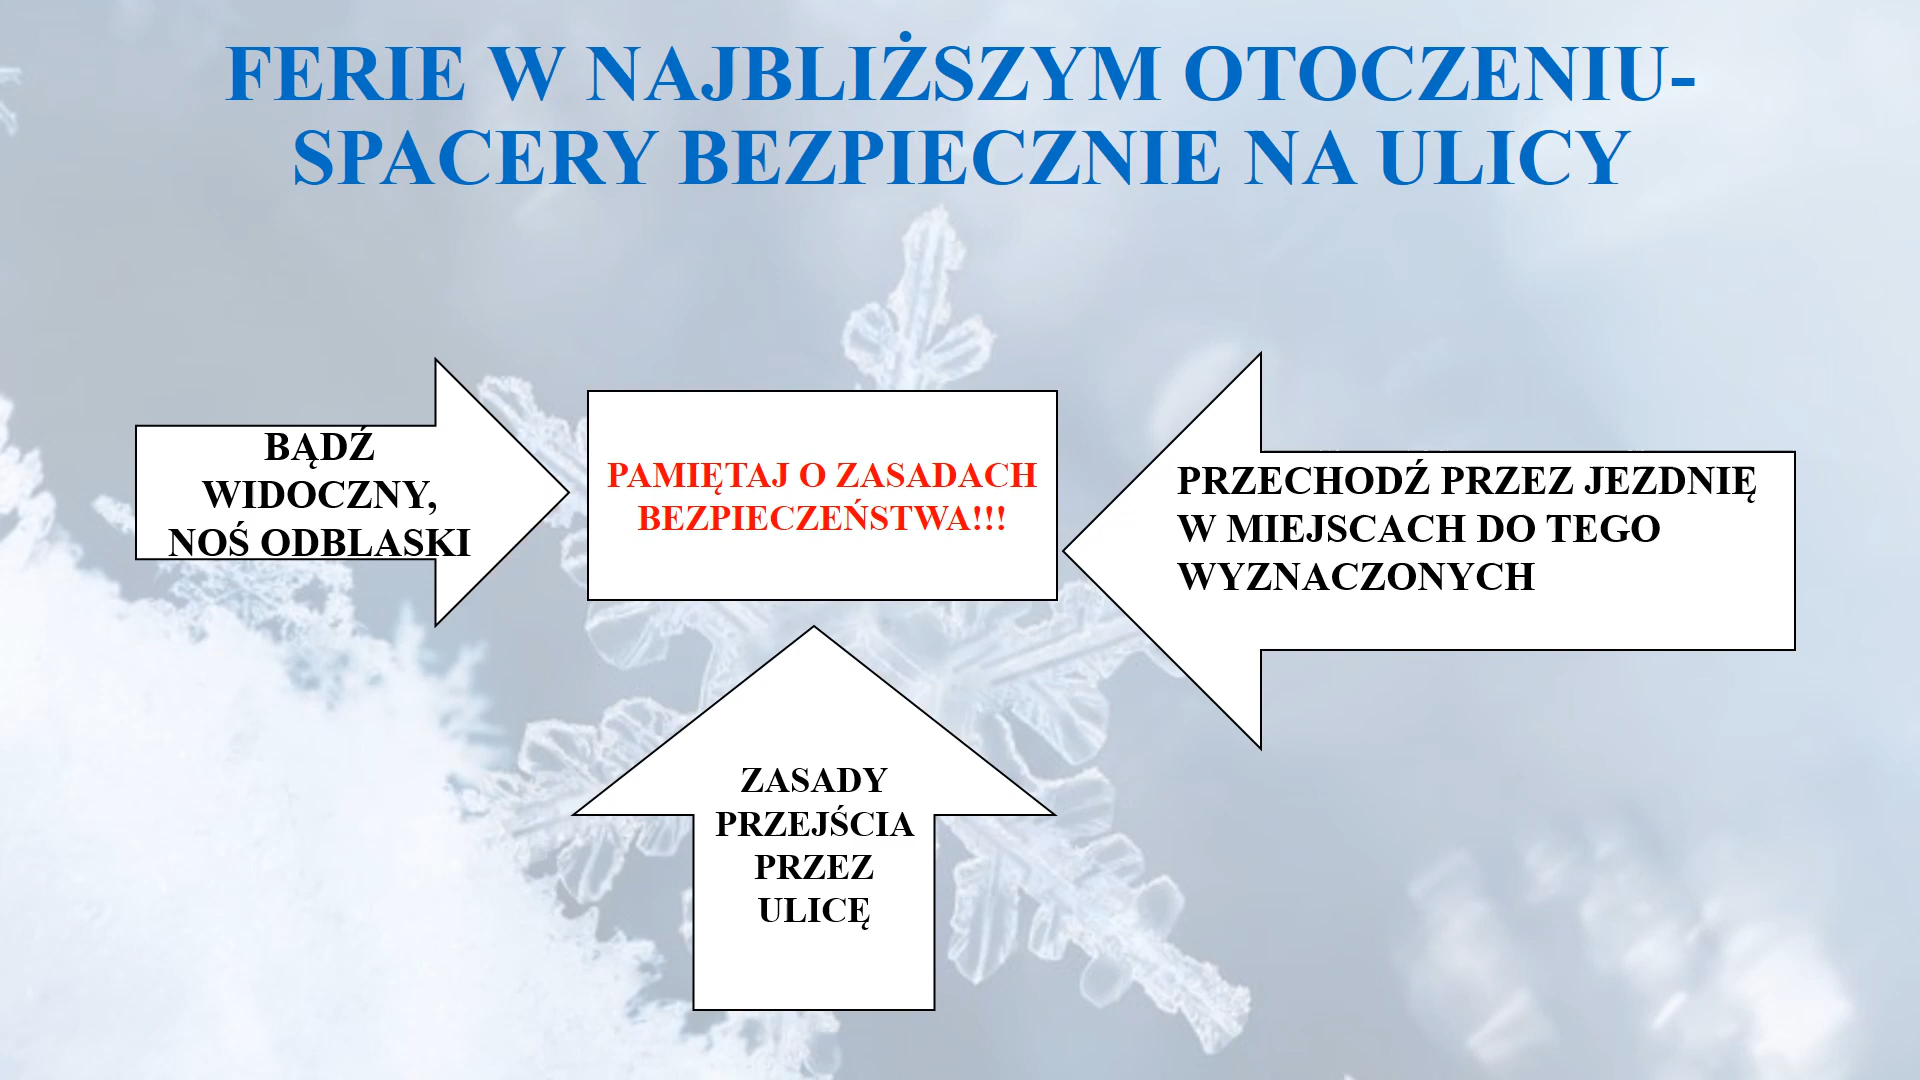 FERIE W NAJBLIŻSZYM OTOCZENIU-
SPACERY BEZPIECZNIE NA ULICY
BĄDŹ
WIDOCZNY,
NOŚ ODBLASKI
PAMIĘTAJ O ZASADACH
BEZPIECZEŃSTWA!!!
PRZECHODŹ PRZEZ JEZDNIĘ
W MIEJSCACH DO TEGO
WYZNACZONYCH
ZASADY
PRZEJŚCIA
PRZEZ
ULICĘ